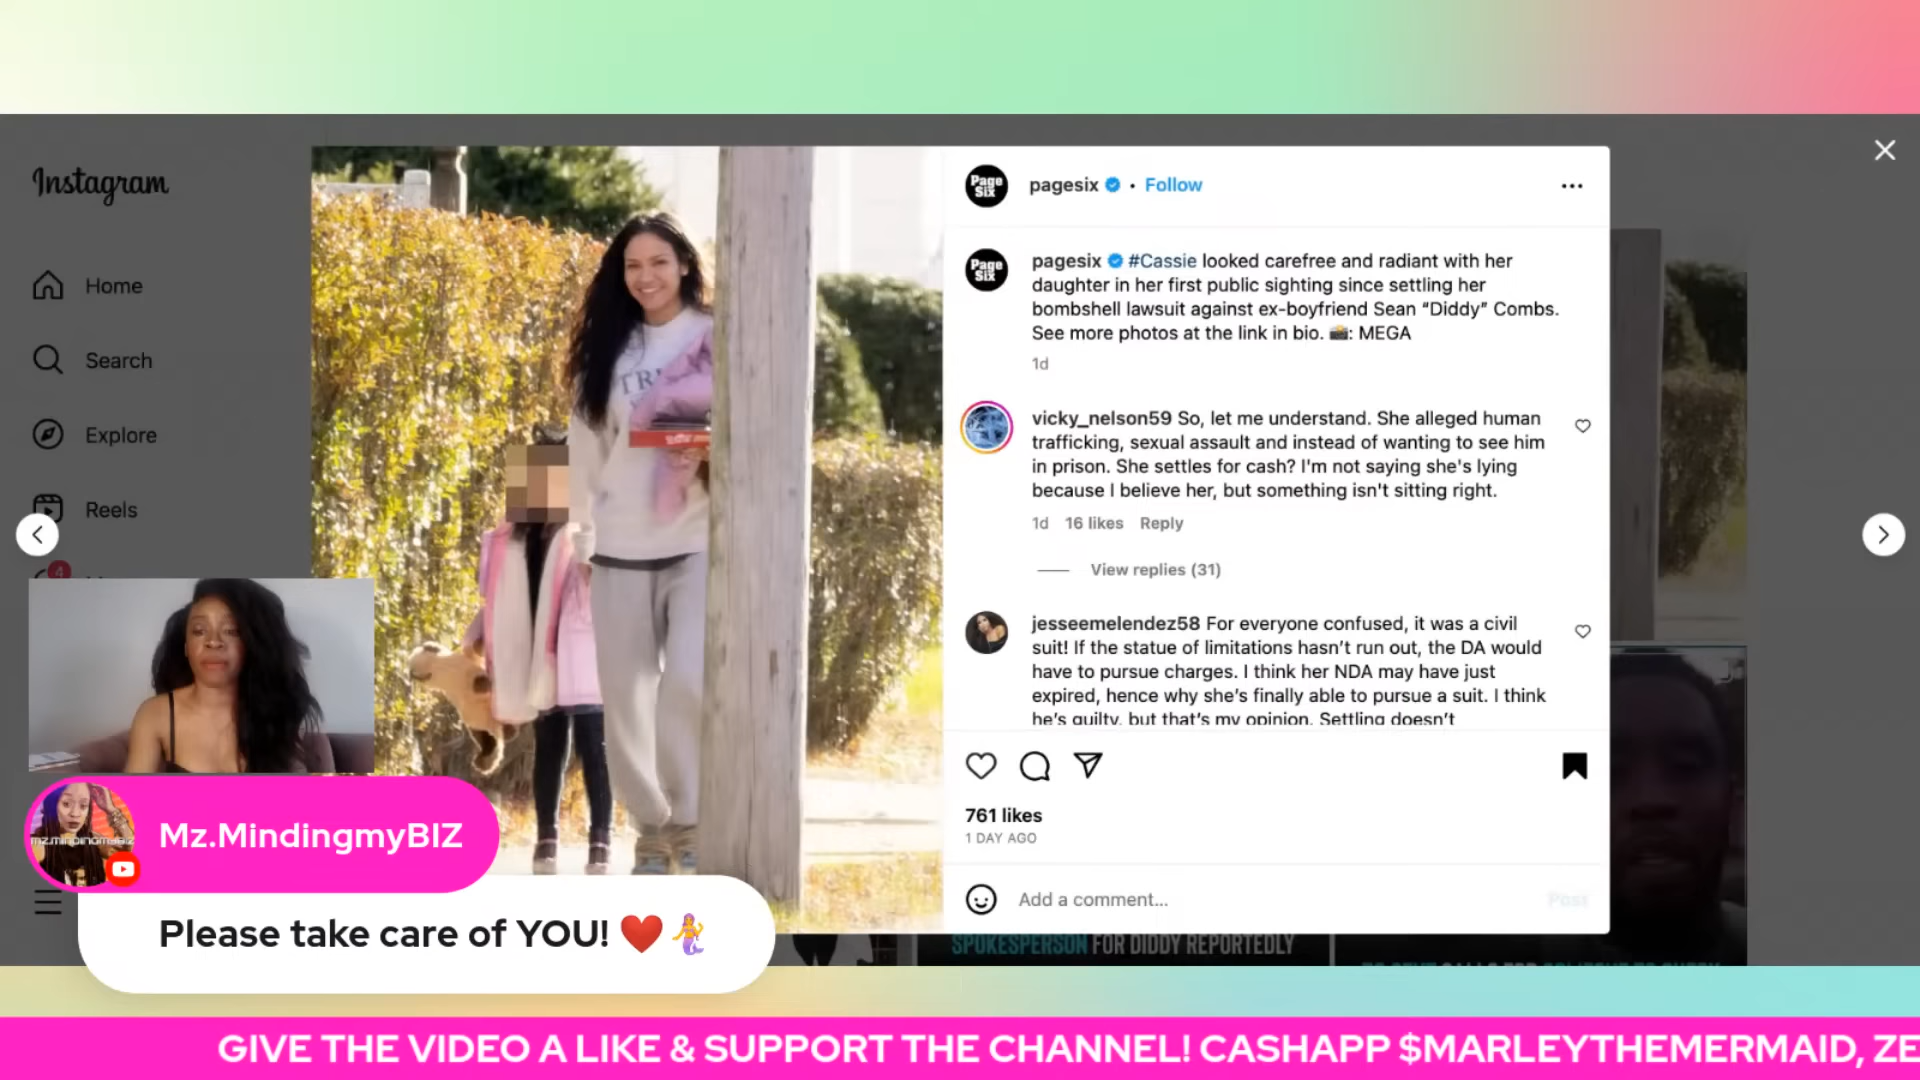 Instagram
Home
Search
Explore
Reels
4
Page
Six
pagesix • Follow
Page
Six
pagesix #Cassie looked carefree and radiant with her
daughter in her first public sighting since settling her
bombshell lawsuit against ex-boyfriend Sean “Diddy” Combs.
See more photos at the link in bio. 📸: MEGA
1d
vicky_nelson59 So, let me understand. She alleged human
trafficking, sexual assault and instead of wanting to see him
in prison. She settles for cash? I'm not saying she's lying
because I believe her, but something isn't sitting right.
1d 16 likes Reply
View replies (31)
jesseemelendez58 For everyone confused, it was a civil
suit! If the statue of limitations hasn’t run out, the DA would
have to pursue charges. I think her NDA may have just
expired, hence why she’s finally able to pursue a suit. I think
he’s guilty, but that’s my opinion. Settling doesn’t
761 likes
1 DAY AGO
Add a comment...
Post
SPOKESPERSON FOR DIDDY REPORTEDLY
MZ.MINDINGMYBIZ
Mz.MindingmyBIZ
Please take care of YOU! ❤️🧜‍♀️
GIVE THE VIDEO A LIKE & SUPPORT THE CHANNEL! CASHAPP $MARLEYTHEMERMAID, ZE